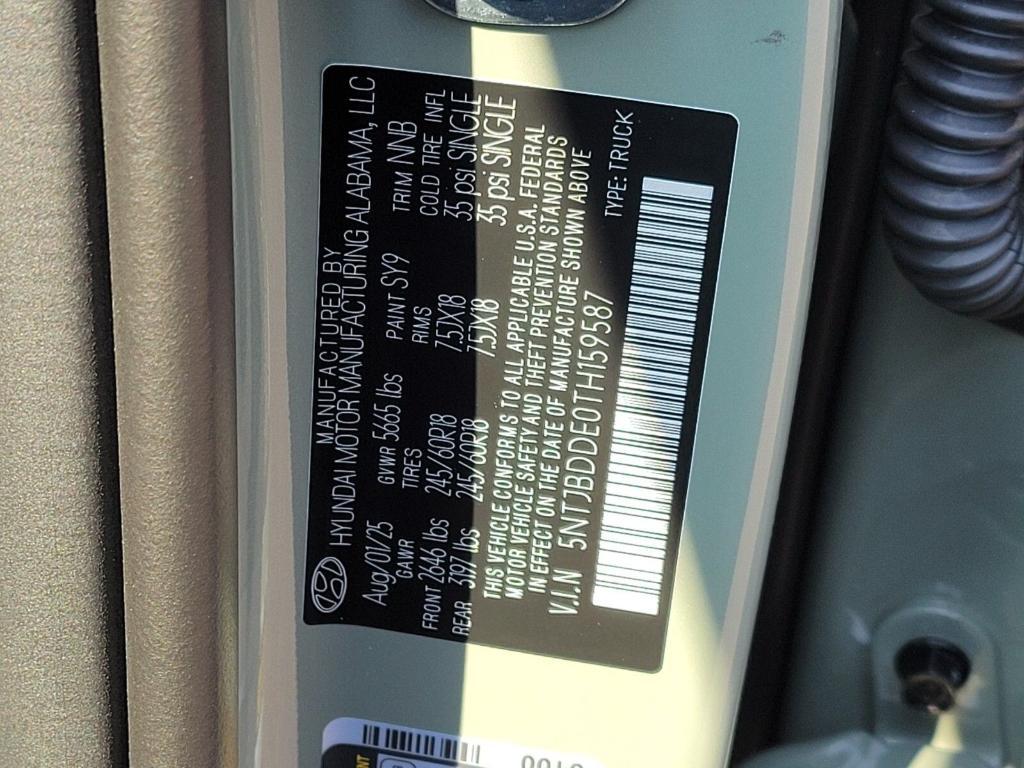 MANUFACTURED BY
HYUNDAI MOTOR MANUFACTURING ALABAMA, LLC
Aug/01/25 GVWR 5665 lbs PAINT SY9 TRIM NNB
GAWR TIRES RIMS COLD TIRE INFL
FRONT 2646 lbs 245/60R18 7.5JX18 35 psi SINGLE
REAR 3197 lbs 245/60R18 7.5JX18 35 psi SINGLE
THIS VEHICLE CONFORMS TO ALL APPLICABLE U.S.A. FEDERAL
MOTOR VEHICLE SAFETY AND THEFT PREVENTION STANDARDS
IN EFFECT ON THE DATE OF MANUFACTURE SHOWN ABOVE
V.I.N 5NTJBDDE0TH159587 TYPE: TRUCK